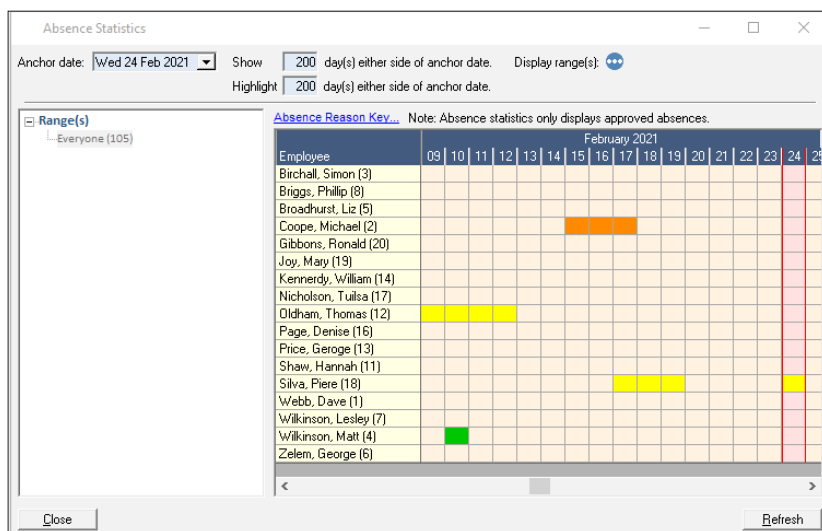 Absence Statistics
Anchor date: Wed 24 Feb 2021 Show 200 day(s) either side of anchor date. Display range(s):
Highlight 200 day(s) either side of anchor date.
Range(s)
Everyone (105)
Absence Reason Key... Note: Absence statistics only displays approved absences.
February 2021
Employee 09 10 11 12 13 14 15 16 17 18 19 20 21 22 23 24 25
Birchall, Simon (3)
Briggs, Phillip (8)
Broadhurst, Liz (5)
Coope, Michael (2)
Gibbons, Ronald (20)
Joy, Mary (19)
Kennerdy, William (14)
Nicholson, Tuilsa (17)
Oldham, Thomas (12)
Page, Denise (16)
Price, Geroge (13)
Shaw, Hannah (11)
Silva, Piere (18)
Webb, Dave (1)
Wilkinson, Lesley (7)
Wilkinson, Matt (4)
Zelem, George (6)
Close Refresh